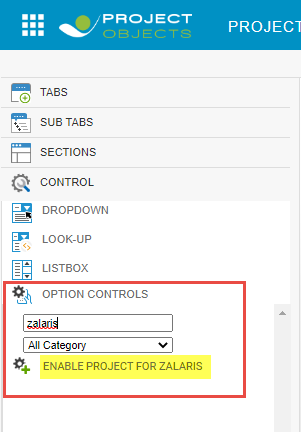 PROJECT
OBJECTS
PROJECT
TABS
SUB TABS
SECTIONS
CONTROL
DROPDOWN
LOOK-UP
LISTBOX
OPTION CONTROLS
zalaris
All Category
ENABLE PROJECT FOR ZALARIS